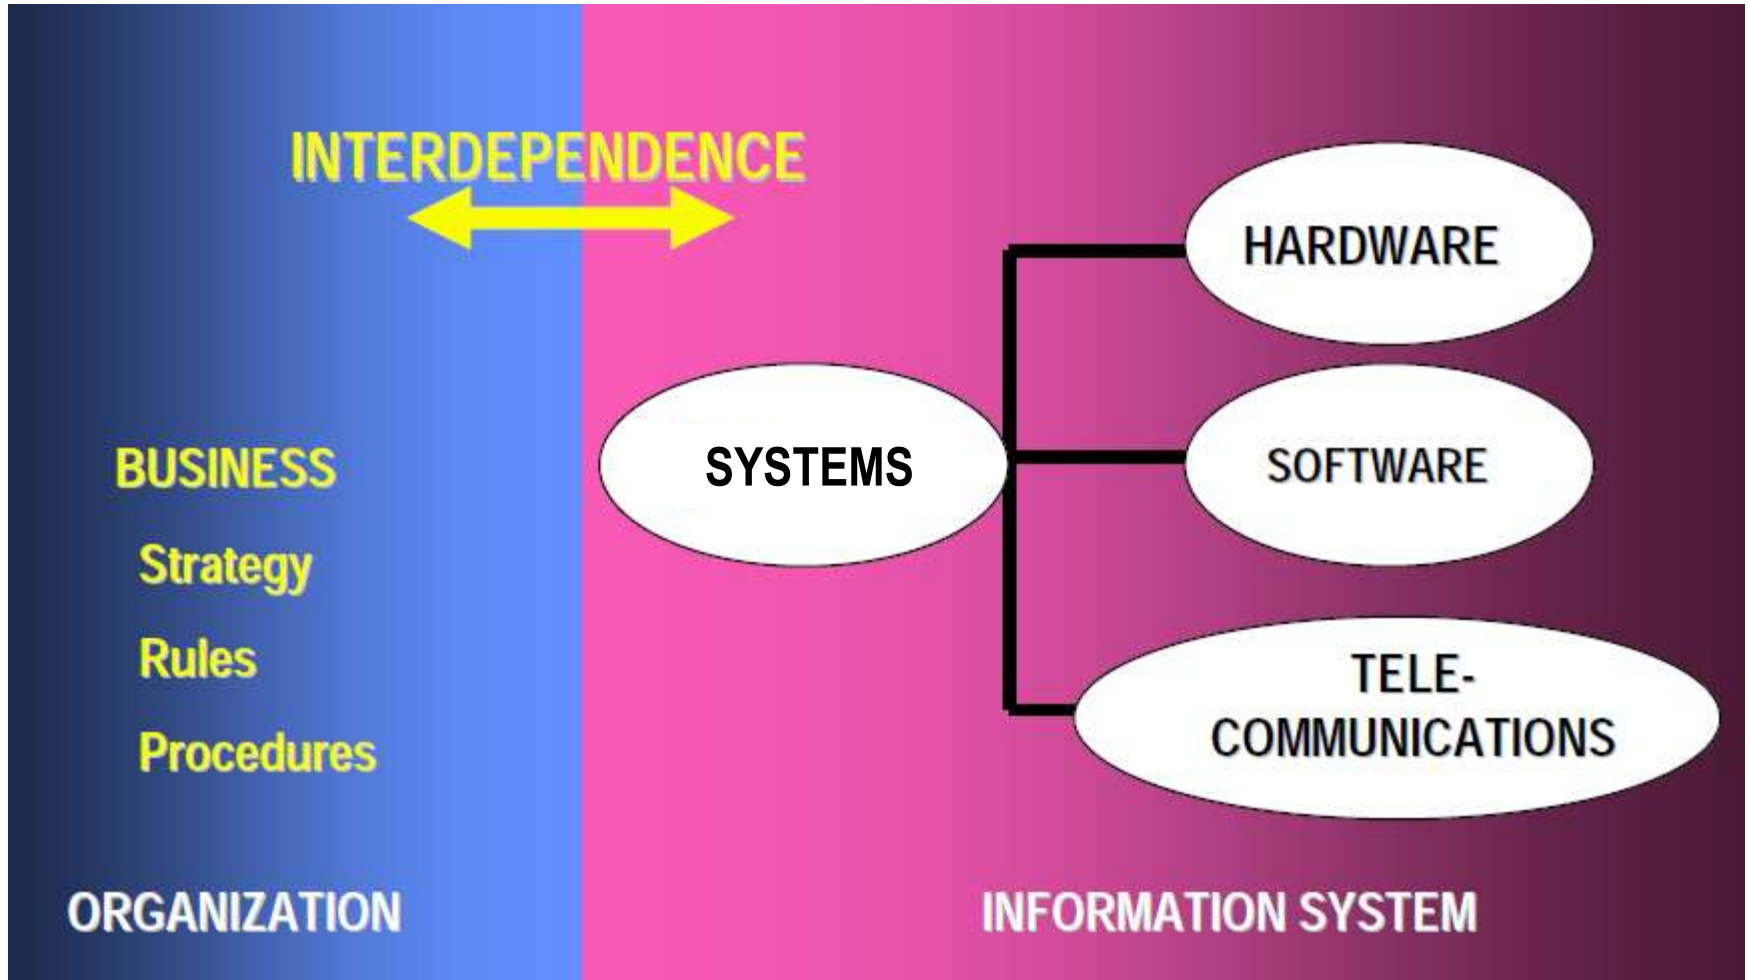 INTERDEPENDENCE
HARDWARE
BUSINESS
Strategy
Rules
Procedures
SYSTEMS
SOFTWARE
TELE-
COMMUNICATIONS
ORGANIZATION
INFORMATION SYSTEM